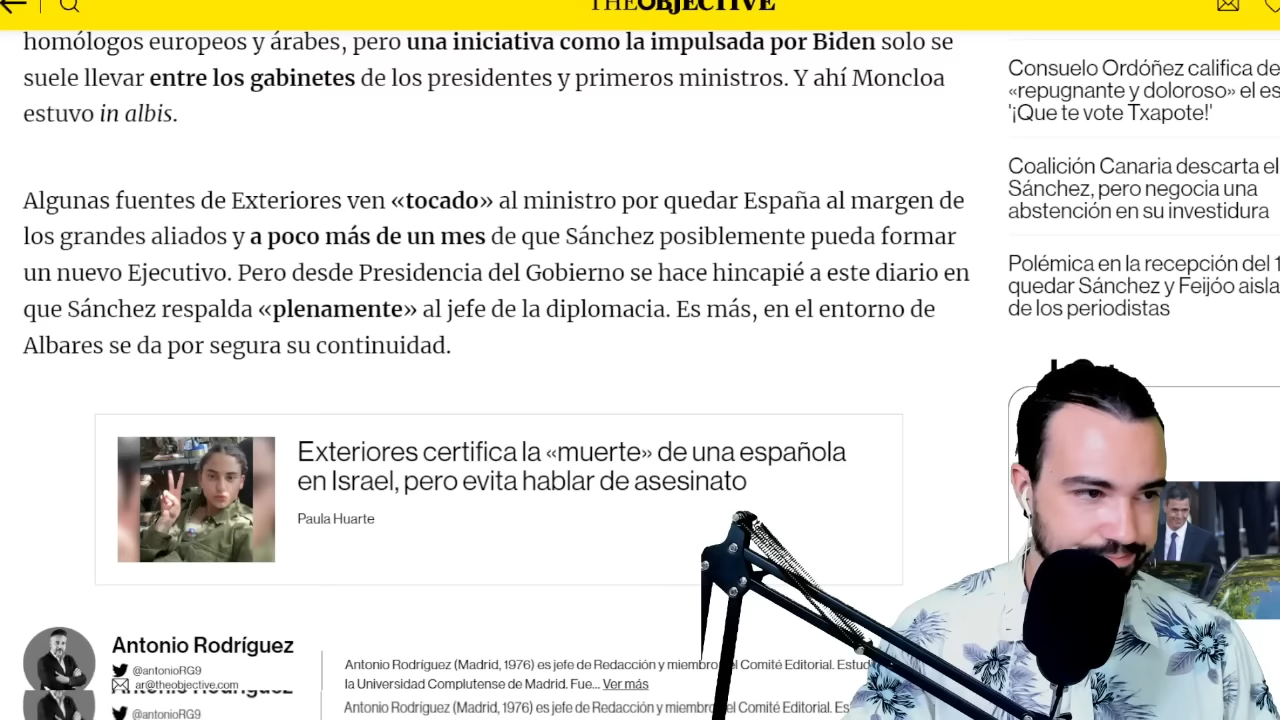 THEOBJECTIVE
homólogos europeos y árabes, pero una iniciativa como la impulsada por Biden solo se
suele llevar entre los gabinetes de los presidentes y primeros ministros. Y ahí Moncloa
estuvo in albis.
Algunas fuentes de Exteriores ven «tocado» al ministro por quedar España al margen de
los grandes aliados y a poco más de un mes de que Sánchez posiblemente pueda formar
un nuevo Ejecutivo. Pero desde Presidencia del Gobierno se hace hincapié a este diario en
que Sánchez respalda «plenamente» al jefe de la diplomacia. Es más, en el entorno de
Albares se da por segura su continuidad.
Exteriores certifica la «muerte» de una española
en Israel, pero evita hablar de asesinato
Paula Huarte
Antonio Rodríguez
@antonioRG9
ar@theobjective.com
@antonioRG9
Antonio Rodríguez (Madrid, 1976) es jefe de Redacción y miembro el Comité Editorial. Estud
la Universidad Complutense de Madrid. Fue... Ver más
Antonio Rodríguez (Madrid, 1976) es jefe de Redacción y miembro el Comité Editorial. Es
Consuelo Ordóñez califica de
«repugnante y doloroso» el es
'¡Que te vote Txapote!'
Coalición Canaria descarta el
Sánchez, pero negocia una
abstención en su investidura
Polémica en la recepción del 1
quedar Sánchez y Feijóo aisla
de los periodistas